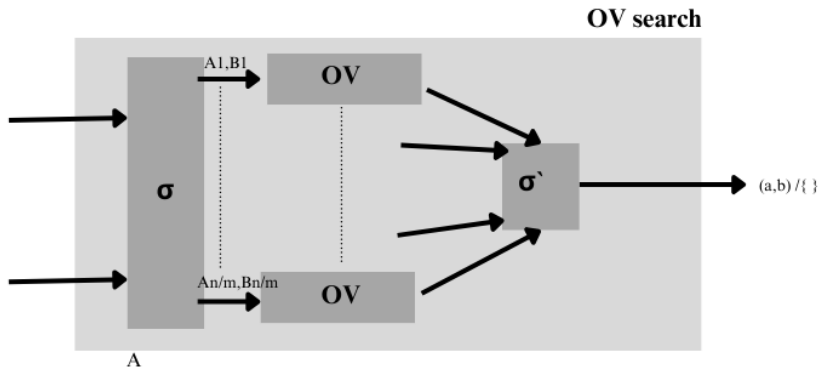 OV search
A1,B1
OV
σ
σ`
(a,b) /{ }
An/m,Bn/m
OV
A